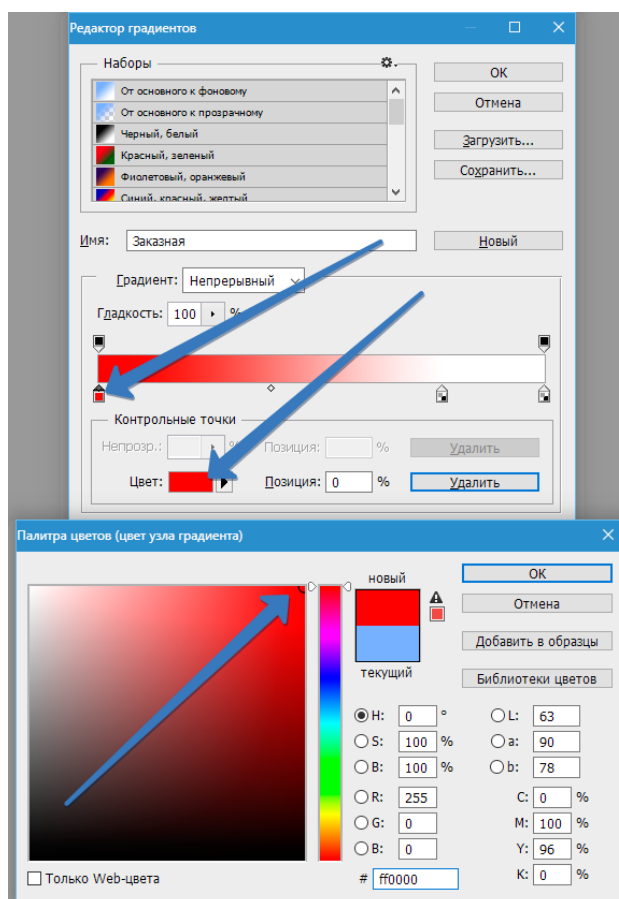 Редактор градиентов
Наборы
От основного к фоновому
От основного к прозрачному
Черный, белый
Красный, зеленый
Фиолетовый, оранжевый
Синий, красный, желтый
ОК
Отмена
Загрузить...
Сохранить...
Имя: Заказная
Новый
Градиент: Непрерывный
Гладкость: 100 %
Контрольные точки
Непрозр.: % Позиция: % Удалить
Цвет: Позиция: 0 % Удалить
Палитра цветов (цвет узла градиента)
новый
текущий
ОК
Отмена
Добавить в образцы
Библиотеки цветов
H: 0 ° L: 63
S: 100 % a: 90
B: 100 % b: 78
R: 255 C: 0 %
G: 0 M: 100 %
B: 0 Y: 96 %
# ff0000 K: 0 %
Только Web-цвета